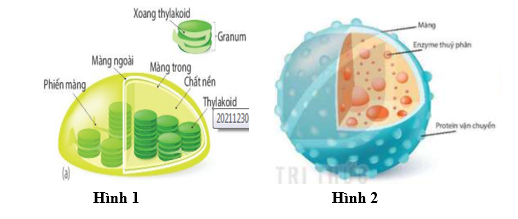 Xoang thylakoid
Granum
Màng ngoài
Màng trong
Chất nền
Phiến màng
Thylakoid
20211230
(a)
Hình 1
Màng
Enzyme thuỷ phân
Protein vận chuyển
TRI THỨC
Hình 2